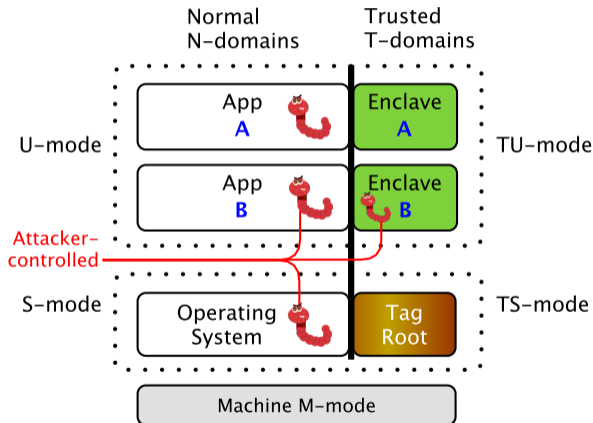 Normal
N-domains
Trusted
T-domains
U-mode
App
A
Enclave
A
TU-mode
App
B
Enclave
B
Attacker-
controlled
S-mode
Operating
System
Tag
Root
TS-mode
Machine M-mode